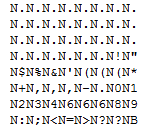 N.N.N.N.N.N.N.N.
N.N.N.N.N.N.N.N.
N.N.N.N.N.N.N.N.
N.N.N.N.N.N.N!N"
N$N%N&N'N(N(N(N*
N+N,N,N,N-N.N0N1
N2N3N4N6N6N6N8N9
N:N;N<N=N>N?N?NB